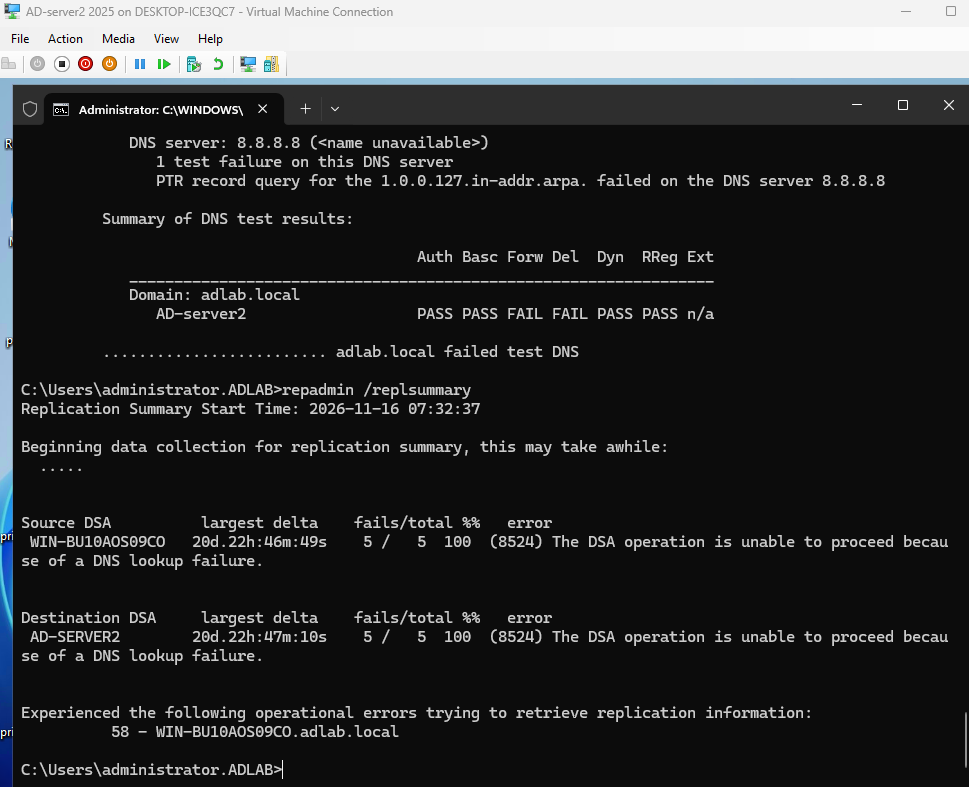 AD-server2 2025 on DESKTOP-ICE3QC7 - Virtual Machine Connection
File Action Media View Help
Administrator: C:\WINDOWS\
DNS server: 8.8.8.8 (<name unavailable>)
1 test failure on this DNS server
PTR record query for the 1.0.0.127.in-addr.arpa. failed on the DNS server 8.8.8.8
Summary of DNS test results:
Auth Basc Forw Del Dyn RReg Ext
_________________________________________________________________
Domain: adlab.local
AD-server2 PASS PASS FAIL FAIL PASS PASS n/a
......................... adlab.local failed test DNS
C:\Users\administrator.ADLAB>repadmin /replsummary
Replication Summary Start Time: 2026-11-16 07:32:37
Beginning data collection for replication summary, this may take awhile:
.....
Source DSA largest delta fails/total %% error
WIN-BU10AOS09CO 20d.22h:46m:49s 5 / 5 100 (8524) The DSA operation is unable to proceed becau
se of a DNS lookup failure.
Destination DSA largest delta fails/total %% error
AD-SERVER2 20d.22h:47m:10s 5 / 5 100 (8524) The DSA operation is unable to proceed becau
se of a DNS lookup failure.
Experienced the following operational errors trying to retrieve replication information:
58 - WIN-BU10AOS09CO.adlab.local
C:\Users\administrator.ADLAB>